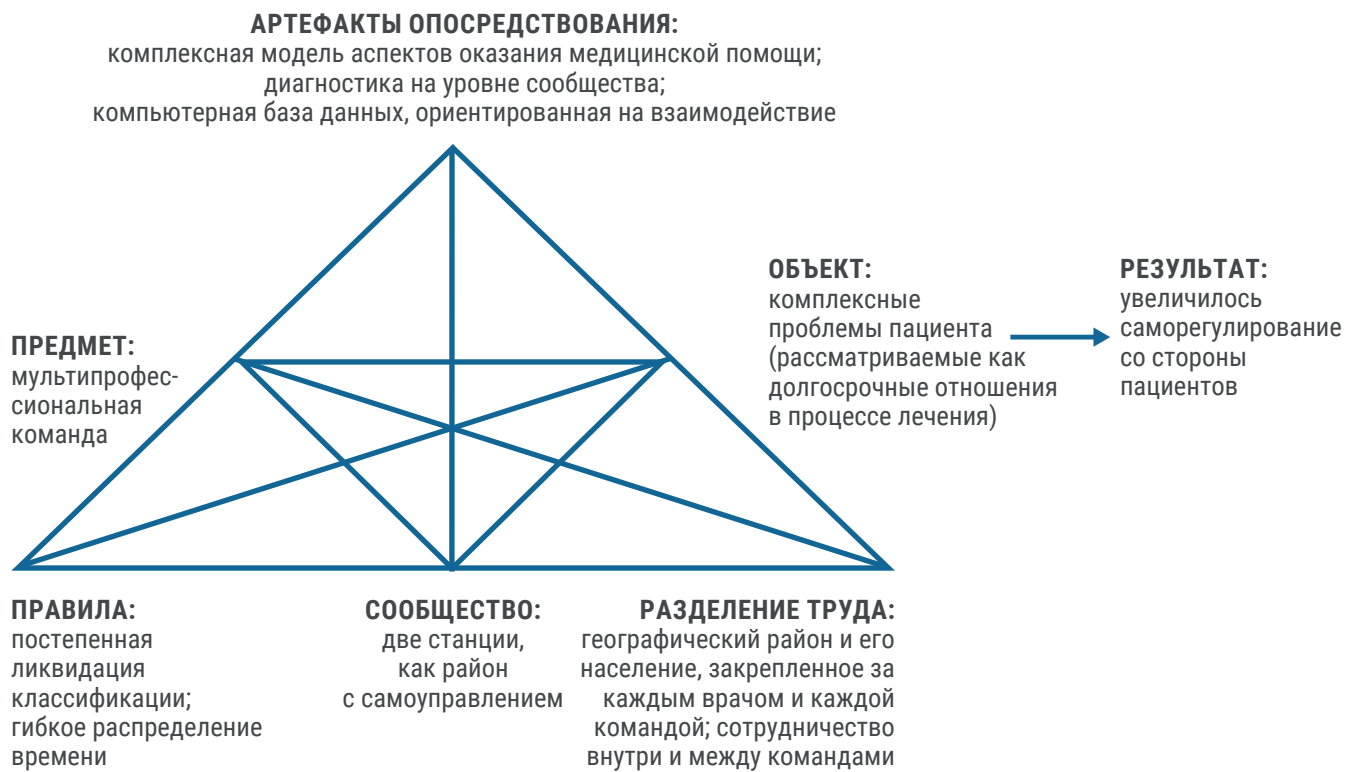 АРТЕФАКТЫ ОПОСРЕДСТВОВАНИЯ:
комплексная модель аспектов оказания медицинской помощи;
диагностика на уровне сообщества;
компьютерная база данных, ориентированная на взаимодействие
ПРЕДМЕТ:
мультипрофес-
сиональная
команда
ОБЪЕКТ:
комплексные
проблемы пациента
(рассматриваемые как
долгосрочные отношения
в процессе лечения)
РЕЗУЛЬТАТ:
увеличилось
саморегулирование
со стороны
пациентов
ПРАВИЛА:
постепенная
ликвидация
классификации;
гибкое распределение
времени
СООБЩЕСТВО:
две станции,
как район
с самоуправлением
РАЗДЕЛЕНИЕ ТРУДА:
географический район и его
население, закрепленное за
каждым врачом и каждой
командой; сотрудничество
внутри и между командами